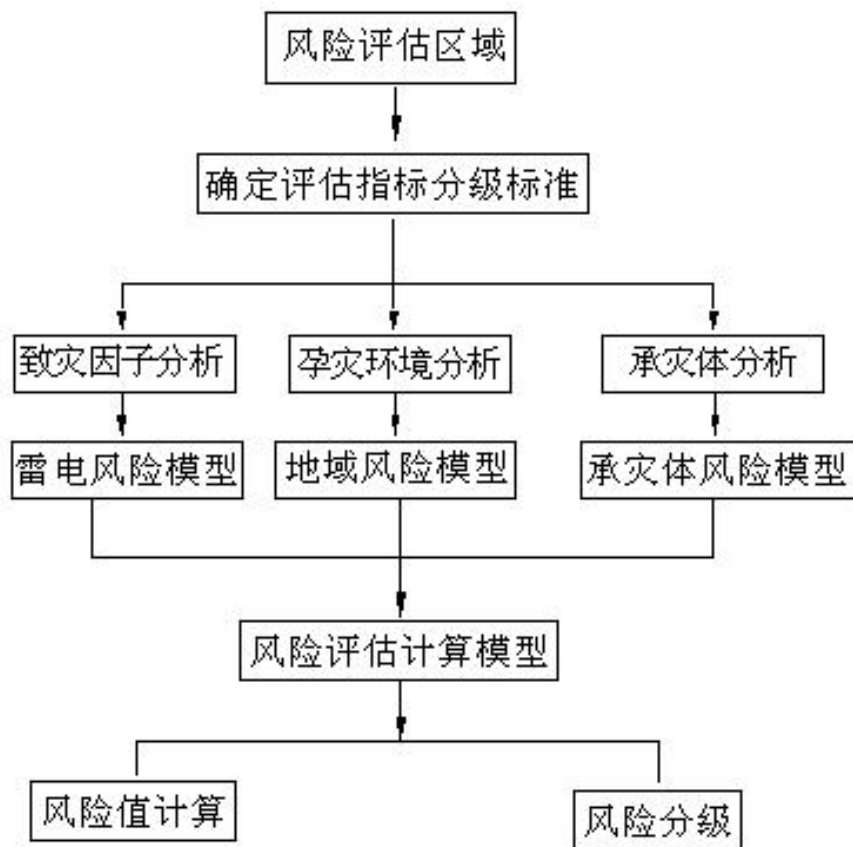 风险评估区域
确定评估指标分级标准
致灾因子分析
孕灾环境分析
承灾体分析
雷电风险模型
地域风险模型
承灾体风险模型
风险评估计算模型
风险值计算
风险分级